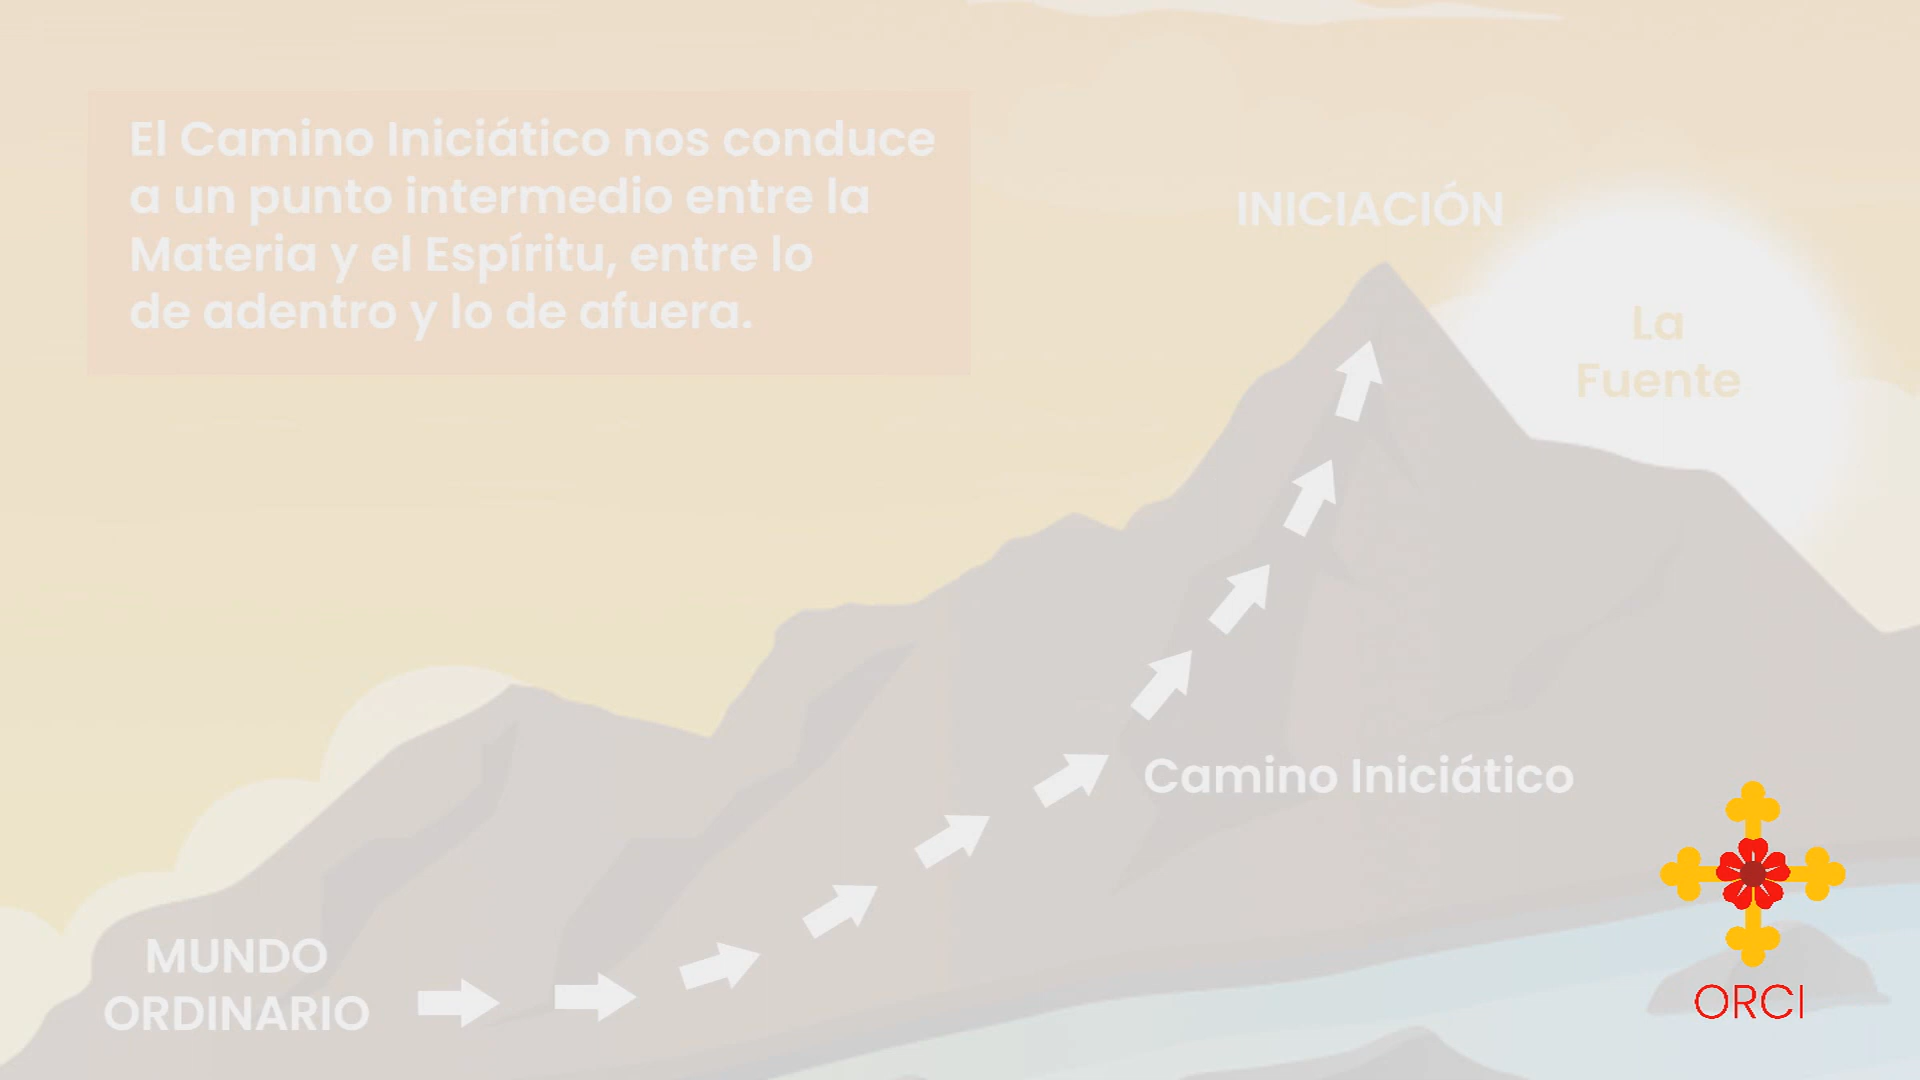 El Camino Iniciático nos conduce
a un punto intermedio entre la
Materia y el Espíritu, entre lo
de adentro y lo de afuera.
INICIACIÓN
La
Fuente
Camino Iniciático
MUNDO
ORDINARIO
ORCI